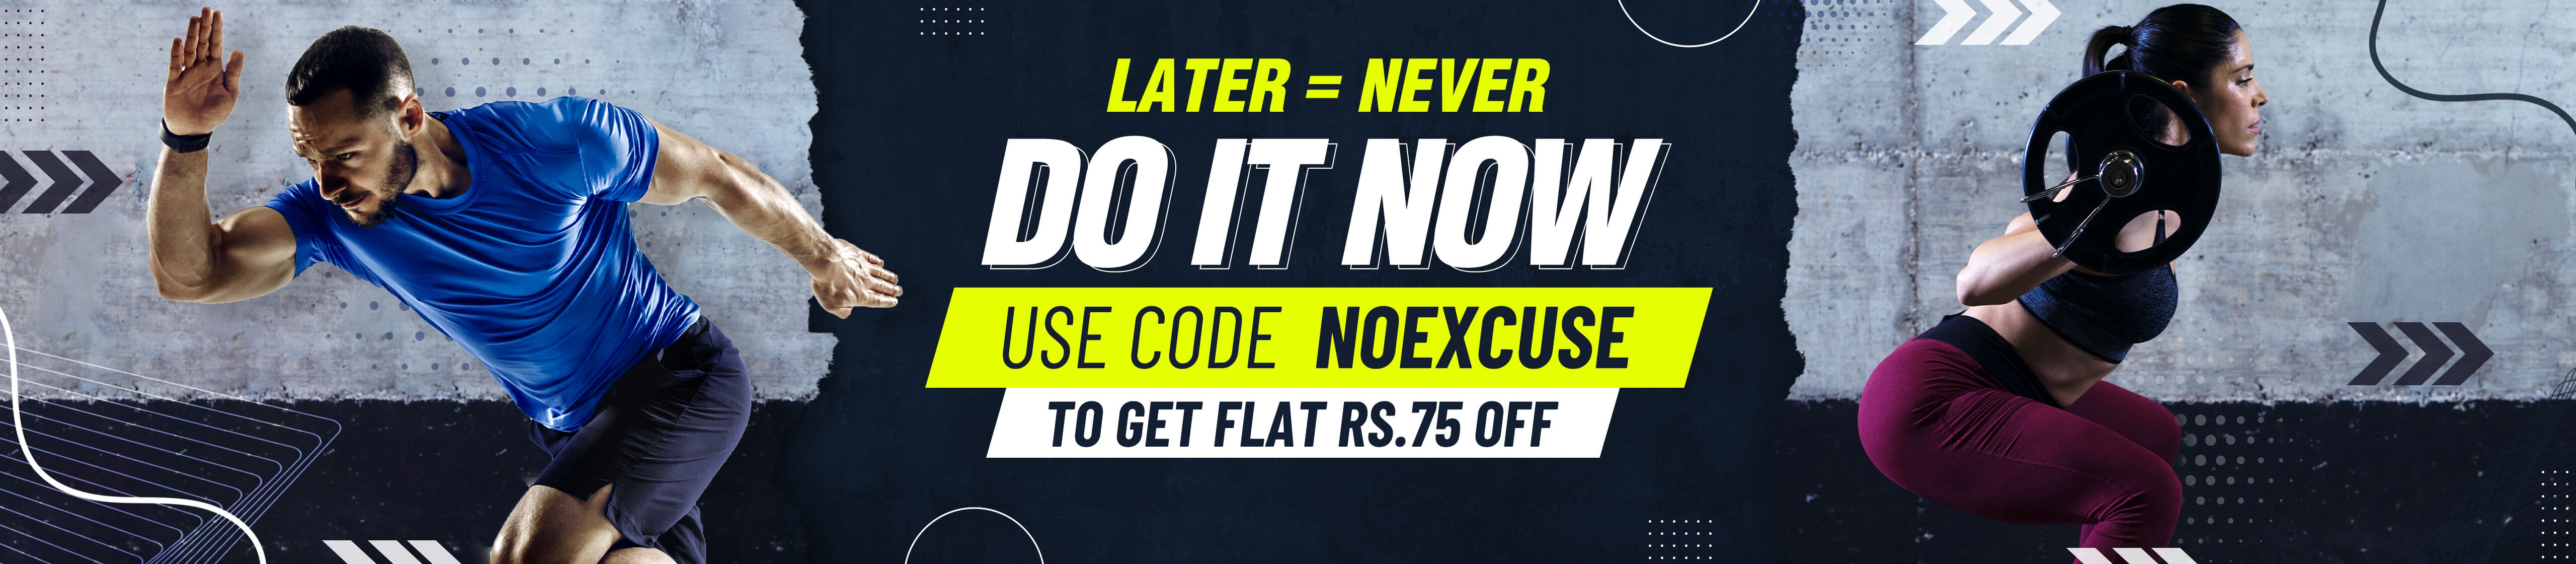 LATER = NEVER
DO IT NOW
USE CODE NOEXCUSE
TO GET FLAT RS.75 OFF